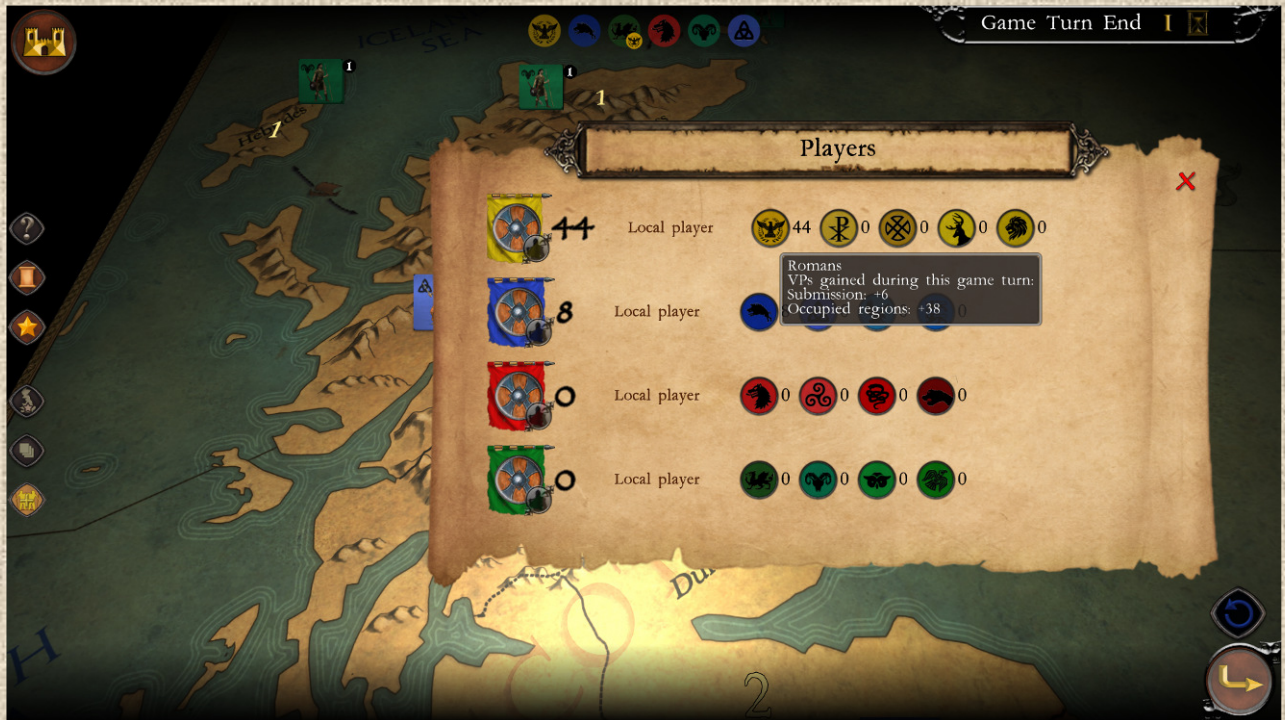 ICELAND
SEA
Game Turn End I
1
1
1
Hebrides
1
Players
44 Local player 44 0 0 0 0
Romans
VPs gained during this game turn:
Submission: +6
Occupied regions: +38
8 Local player 0
0 Local player 0 0 0 0
0 Local player 0 0 0 0
?
H
2